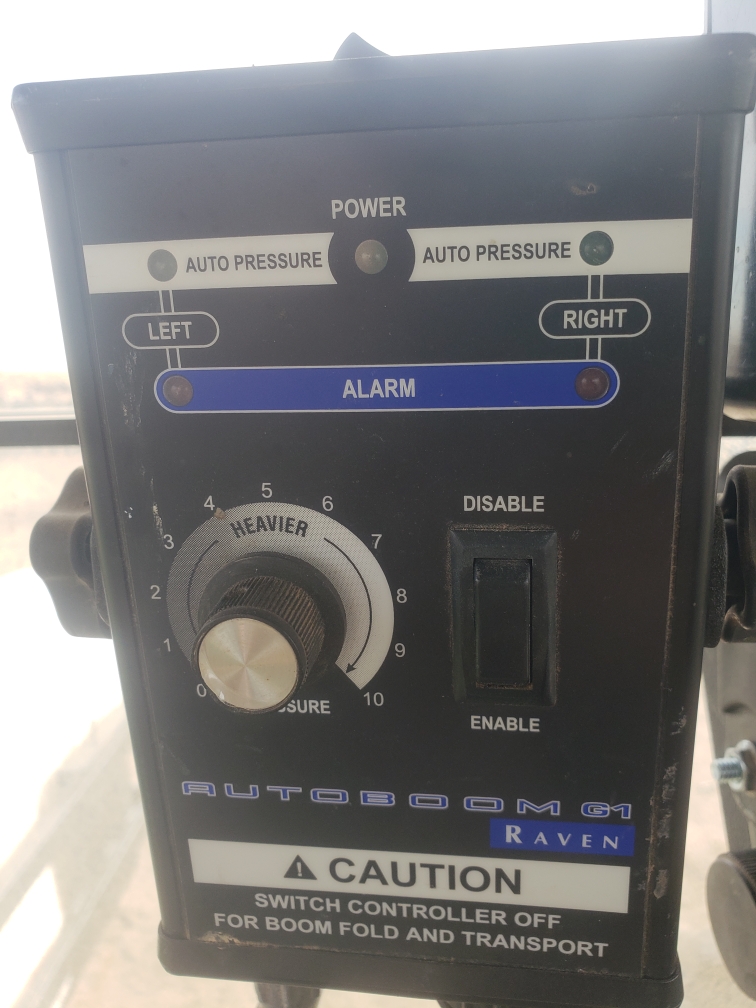 POWER
AUTO PRESSURE
AUTO PRESSURE
LEFT
RIGHT
ALARM
0 1 2 3 4 5 6 7 8 9 10
HEAVIER
SSURE
DISABLE
ENABLE
AUTOBOOM G1
RAVEN
⚠ CAUTION
SWITCH CONTROLLER OFF
FOR BOOM FOLD AND TRANSPORT